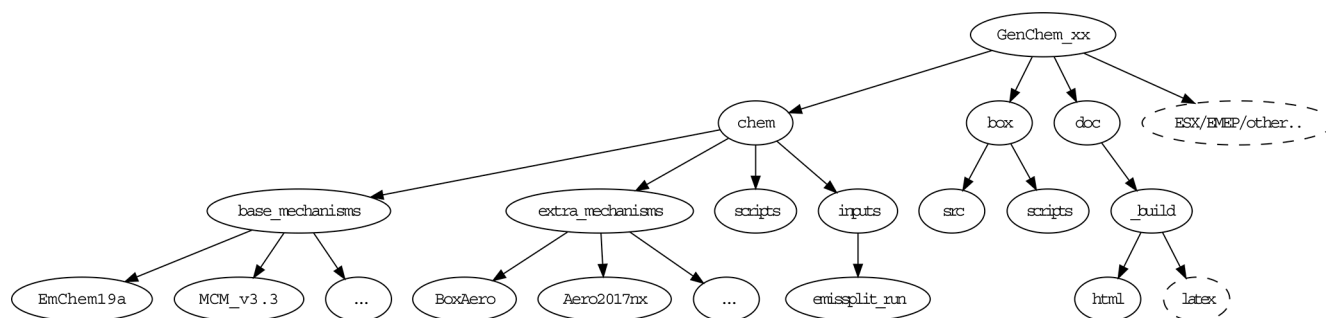 GenChem_xx
chem
box
doc
ESX/EMEP/other..
base_mechanisms
extra_mechanisms
scripts
inputs
src
scripts
_build
EmChem19a
MCM_v3.3
...
BoxAero
Aero2017nx
...
emissplit_run
html
latex